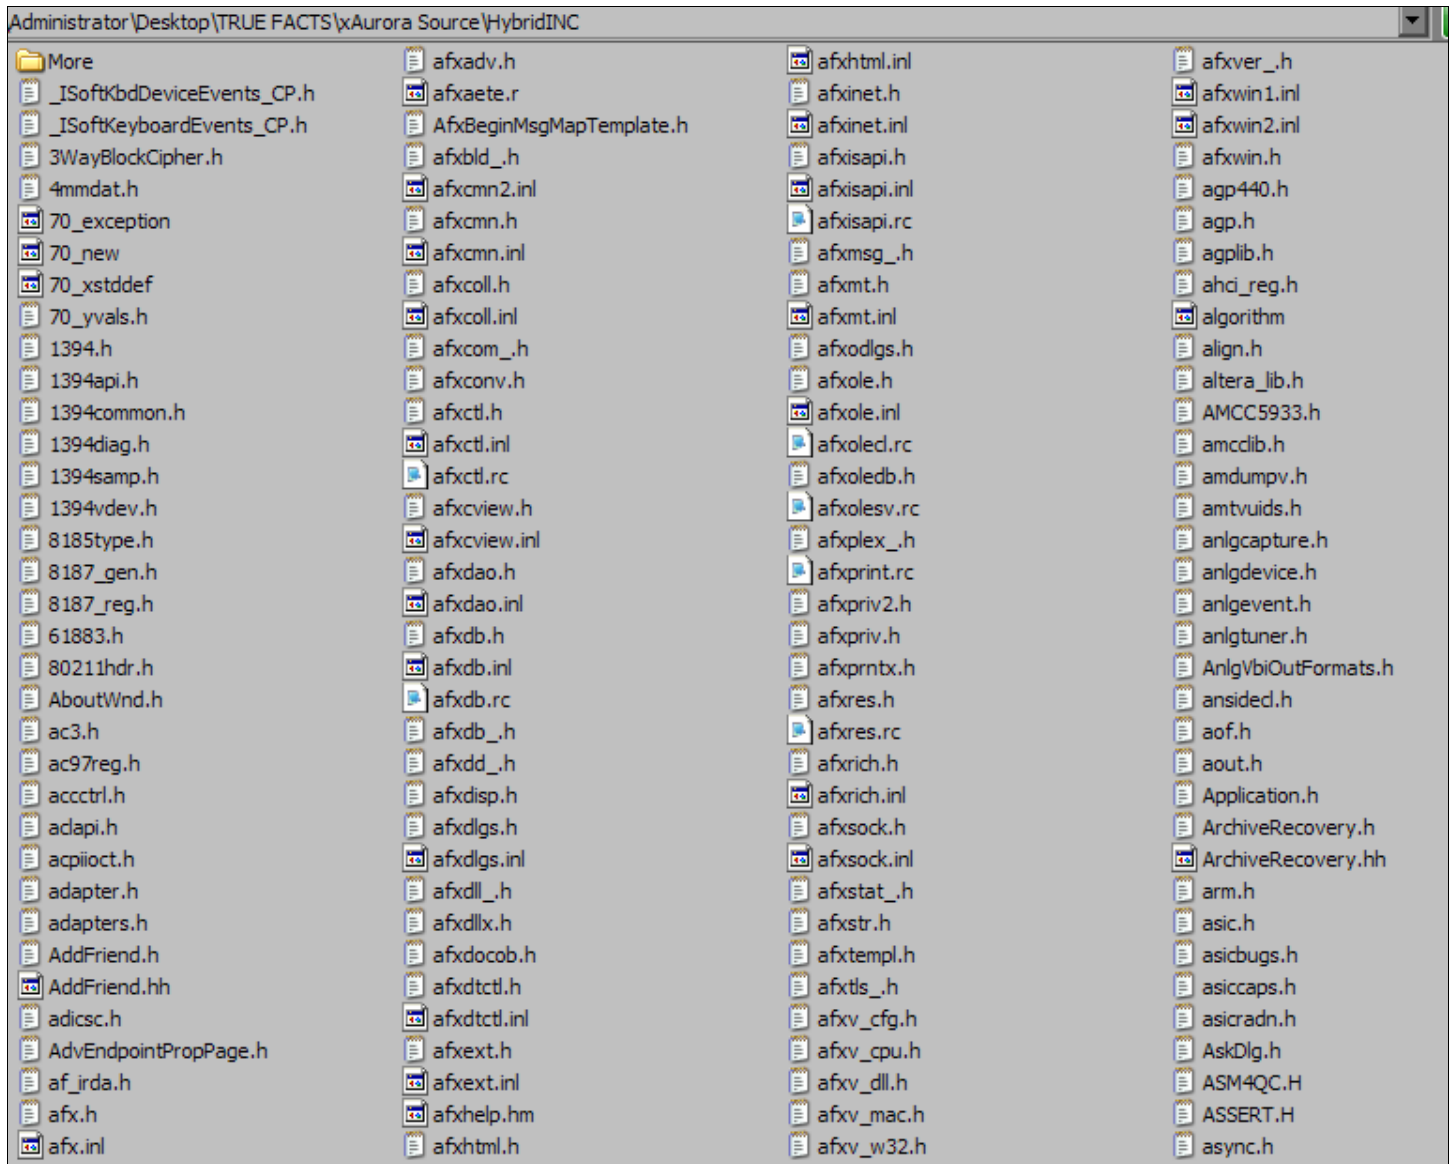 Administrator\Desktop\TRUE FACTS\xAurora Source\HybridINC
More
_ISoftKbdDeviceEvents_CP.h
_ISoftKeyboardEvents_CP.h
3WayBlockCipher.h
4mmdat.h
70_exception
70_new
70_xstddef
70_yvals.h
1394.h
1394api.h
1394common.h
1394diag.h
1394samp.h
1394vdev.h
8185type.h
8187_gen.h
8187_reg.h
61883.h
80211hdr.h
AboutWnd.h
ac3.h
ac97reg.h
accctrl.h
aclapi.h
acpiioct.h
adapter.h
adapters.h
AddFriend.h
AddFriend.hh
adicsc.h
AdvEndpointPropPage.h
af_irda.h
afx.h
afx.inl
afxadv.h
afxaete.r
AfxBeginMsgMapTemplate.h
afxbld_.h
afxcmn2.inl
afxcmn.h
afxcmn.inl
afxcoll.h
afxcoll.inl
afxcom_.h
afxconv.h
afxctl.h
afxctl.inl
afxctl.rc
afxcview.h
afxcview.inl
afxdao.h
afxdao.inl
afxdb.h
afxdb.inl
afxdb.rc
afxdb_.h
afxdd_.h
afxdisp.h
afxdlgs.h
afxdlgs.inl
afxdll_.h
afxdllx.h
afxdocob.h
afxdtctl.h
afxdtctl.inl
afxext.h
afxext.inl
afxhelp.hm
afxhtml.h
afxhtml.inl
afxinet.h
afxinet.inl
afxisapi.h
afxisapi.inl
afxisapi.rc
afxmsg_.h
afxmt.h
afxmt.inl
afxodlgs.h
afxole.h
afxole.inl
afxolecl.rc
afxoledb.h
afxolesv.rc
afxplex_.h
afxprint.rc
afxpriv2.h
afxpriv.h
afxprntx.h
afxres.h
afxres.rc
afxrich.h
afxrich.inl
afxsock.h
afxsock.inl
afxstat_.h
afxstr.h
afxtempl.h
afxtls_.h
afxv_cfg.h
afxv_cpu.h
afxv_dll.h
afxv_mac.h
afxv_w32.h
afxver_.h
afxwin1.inl
afxwin2.inl
afxwin.h
agp440.h
agp.h
agplib.h
ahci_reg.h
algorithm
align.h
altera_lib.h
AMCC5933.h
amcclib.h
amdumpv.h
amtvuids.h
anlgcapture.h
anlgdevice.h
anlgevent.h
anlgtuner.h
AnlgVbiOutFormats.h
ansidecl.h
aof.h
aout.h
Application.h
ArchiveRecovery.h
ArchiveRecovery.hh
arm.h
asic.h
asicbugs.h
asiccaps.h
asicradn.h
AskDlg.h
ASM4QC.H
ASSERT.H
async.h